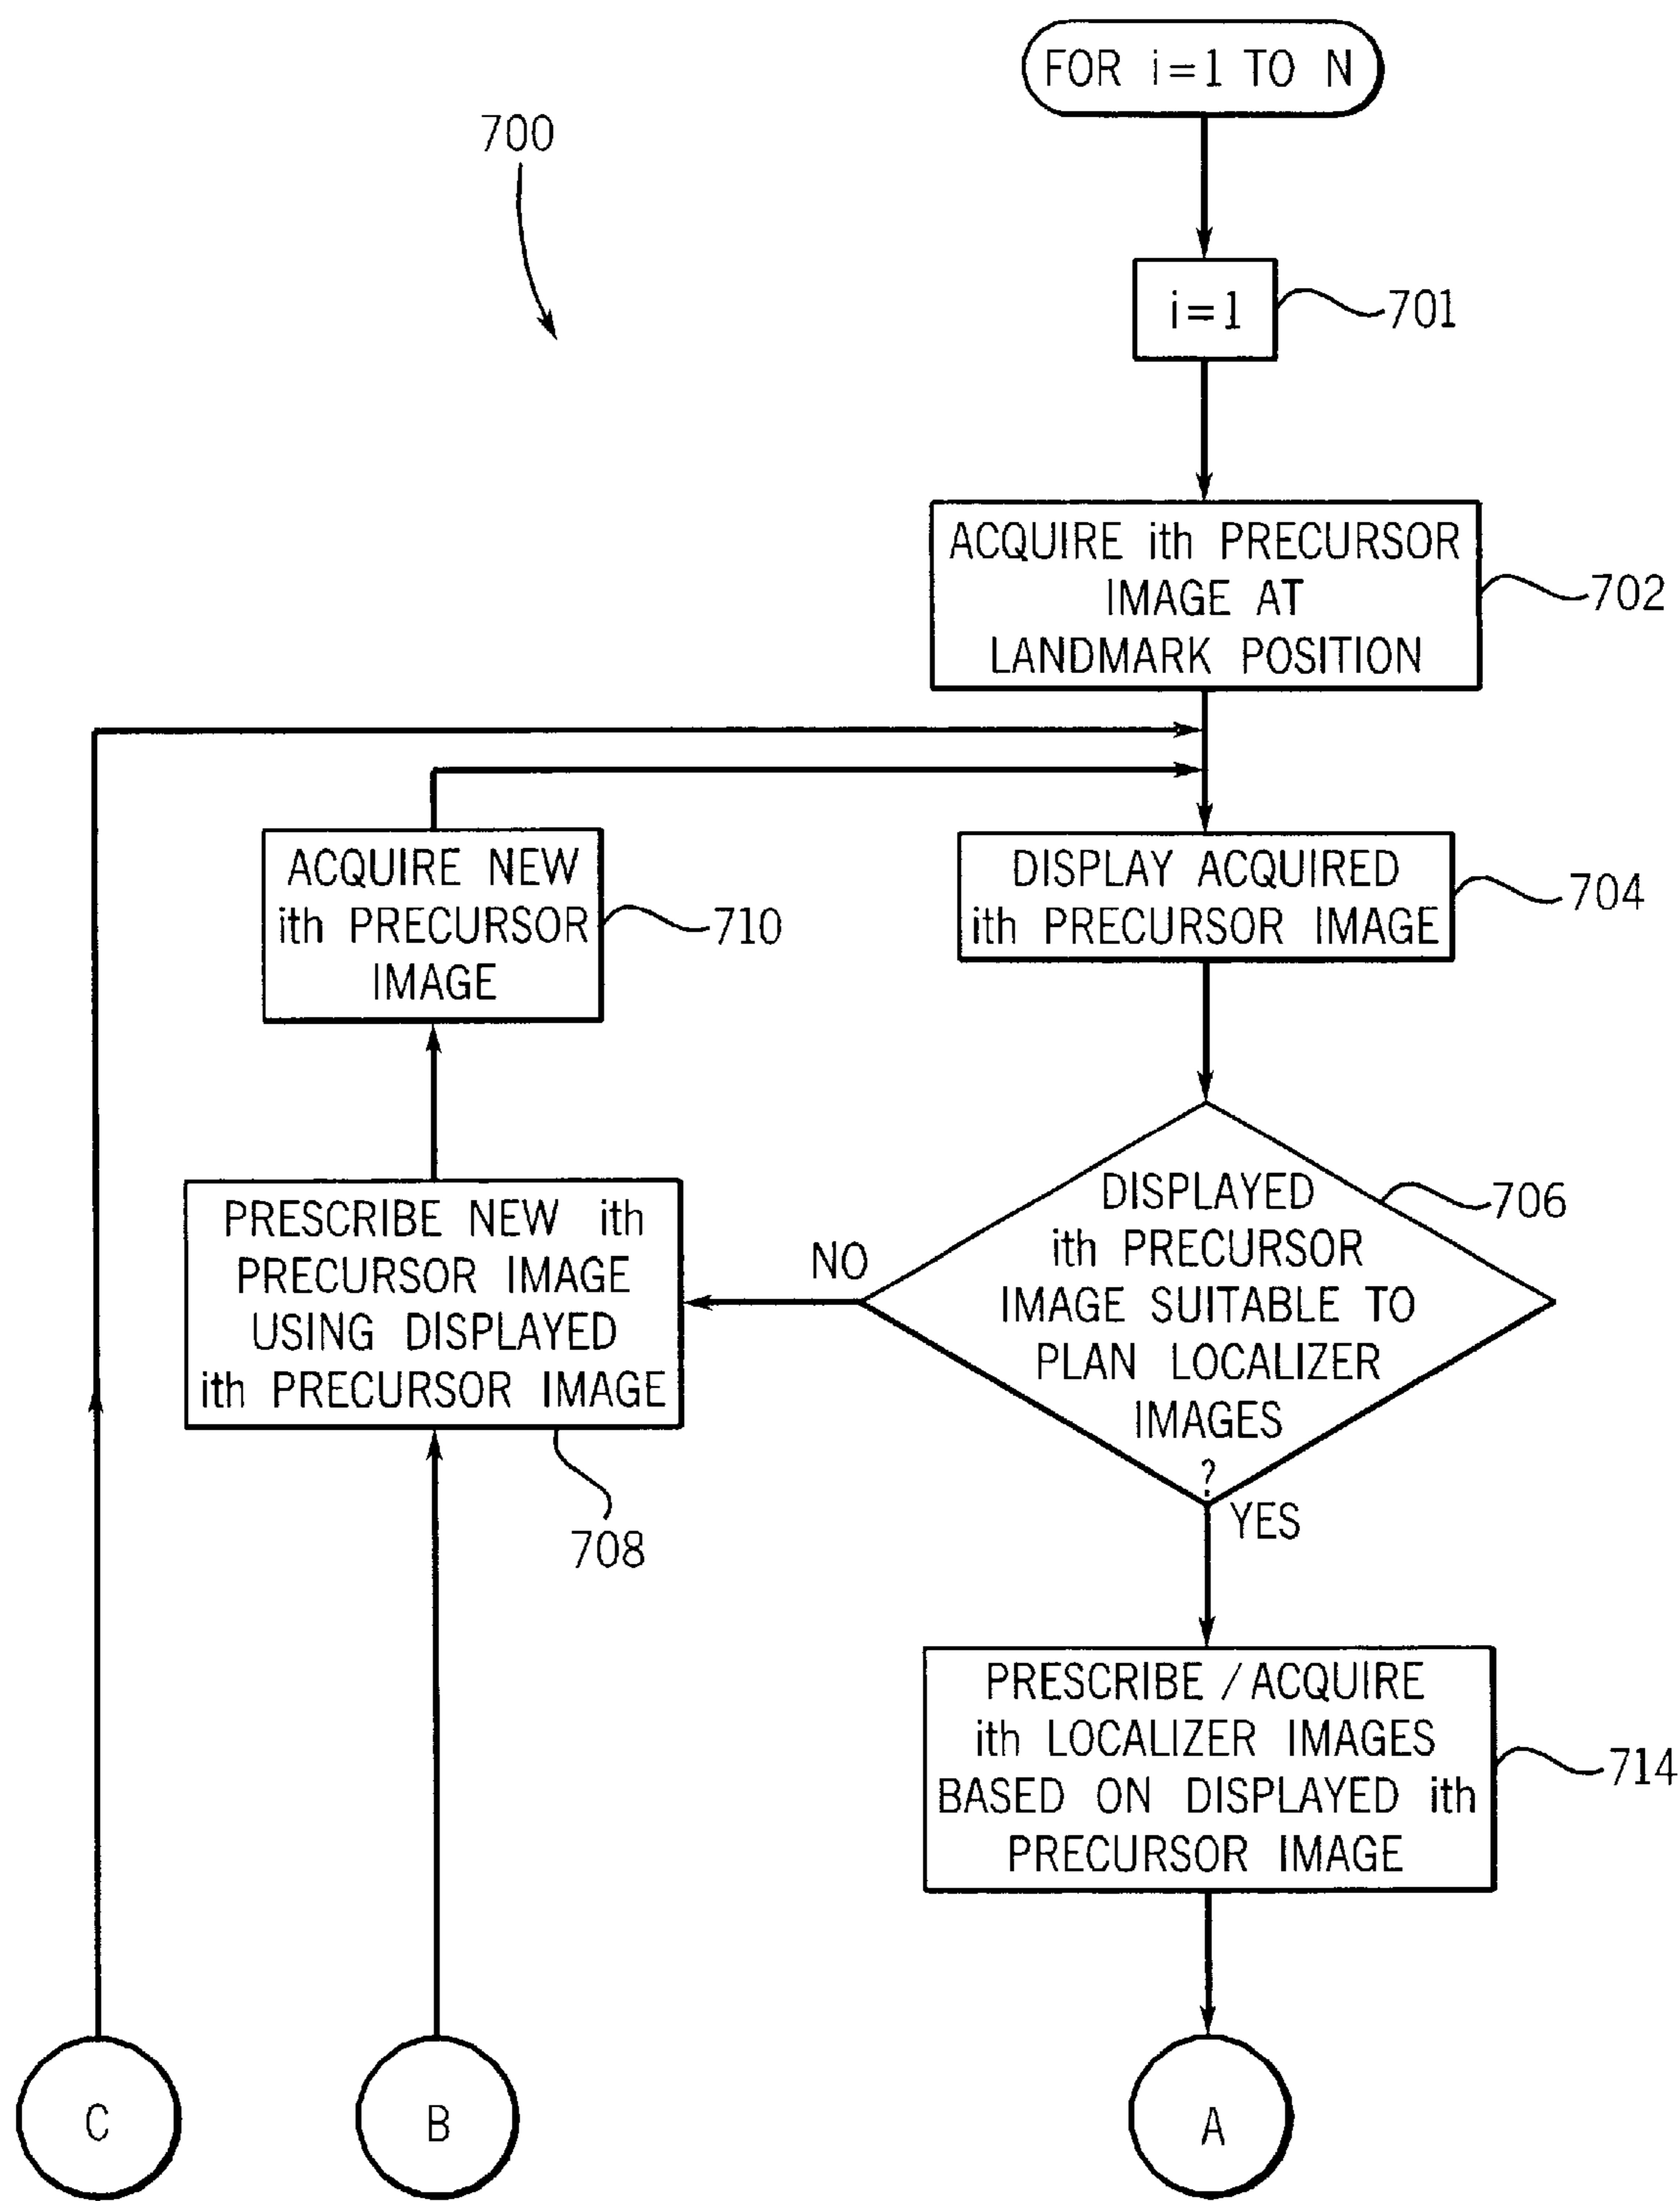 FOR i=1 TO N
700
i=1
701
ACQUIRE ith PRECURSOR
IMAGE AT
LANDMARK POSITION
702
ACQUIRE NEW
ith PRECURSOR
IMAGE
710
DISPLAY ACQUIRED
ith PRECURSOR IMAGE
704
PRESCRIBE NEW ith
PRECURSOR IMAGE
USING DISPLAYED
ith PRECURSOR IMAGE
708
NO
DISPLAYED
ith PRECURSOR
IMAGE SUITABLE TO
PLAN LOCALIZER
IMAGES
?
706
YES
PRESCRIBE / ACQUIRE
ith LOCALIZER IMAGES
BASED ON DISPLAYED ith
PRECURSOR IMAGE
714
C
B
A